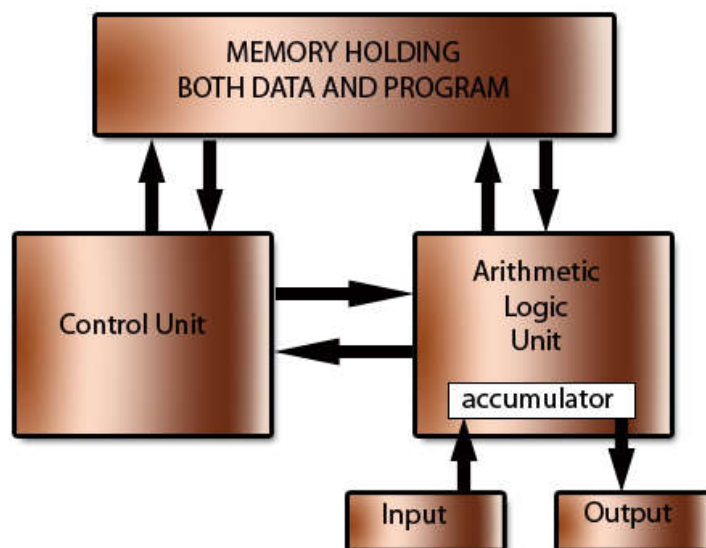 MEMORY HOLDING
BOTH DATA AND PROGRAM
Control Unit
Arithmetic
Logic
Unit
accumulator
Input
Output